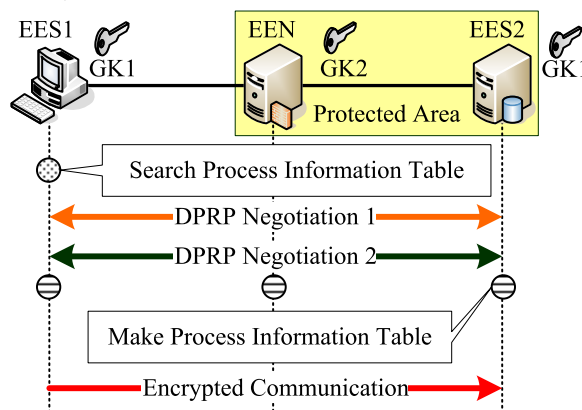 EES1
EEN
EES2
GK1
GK2
GK1
Protected Area
Search Process Information Table
DPRP Negotiation 1
DPRP Negotiation 2
Make Process Information Table
Encrypted Communication